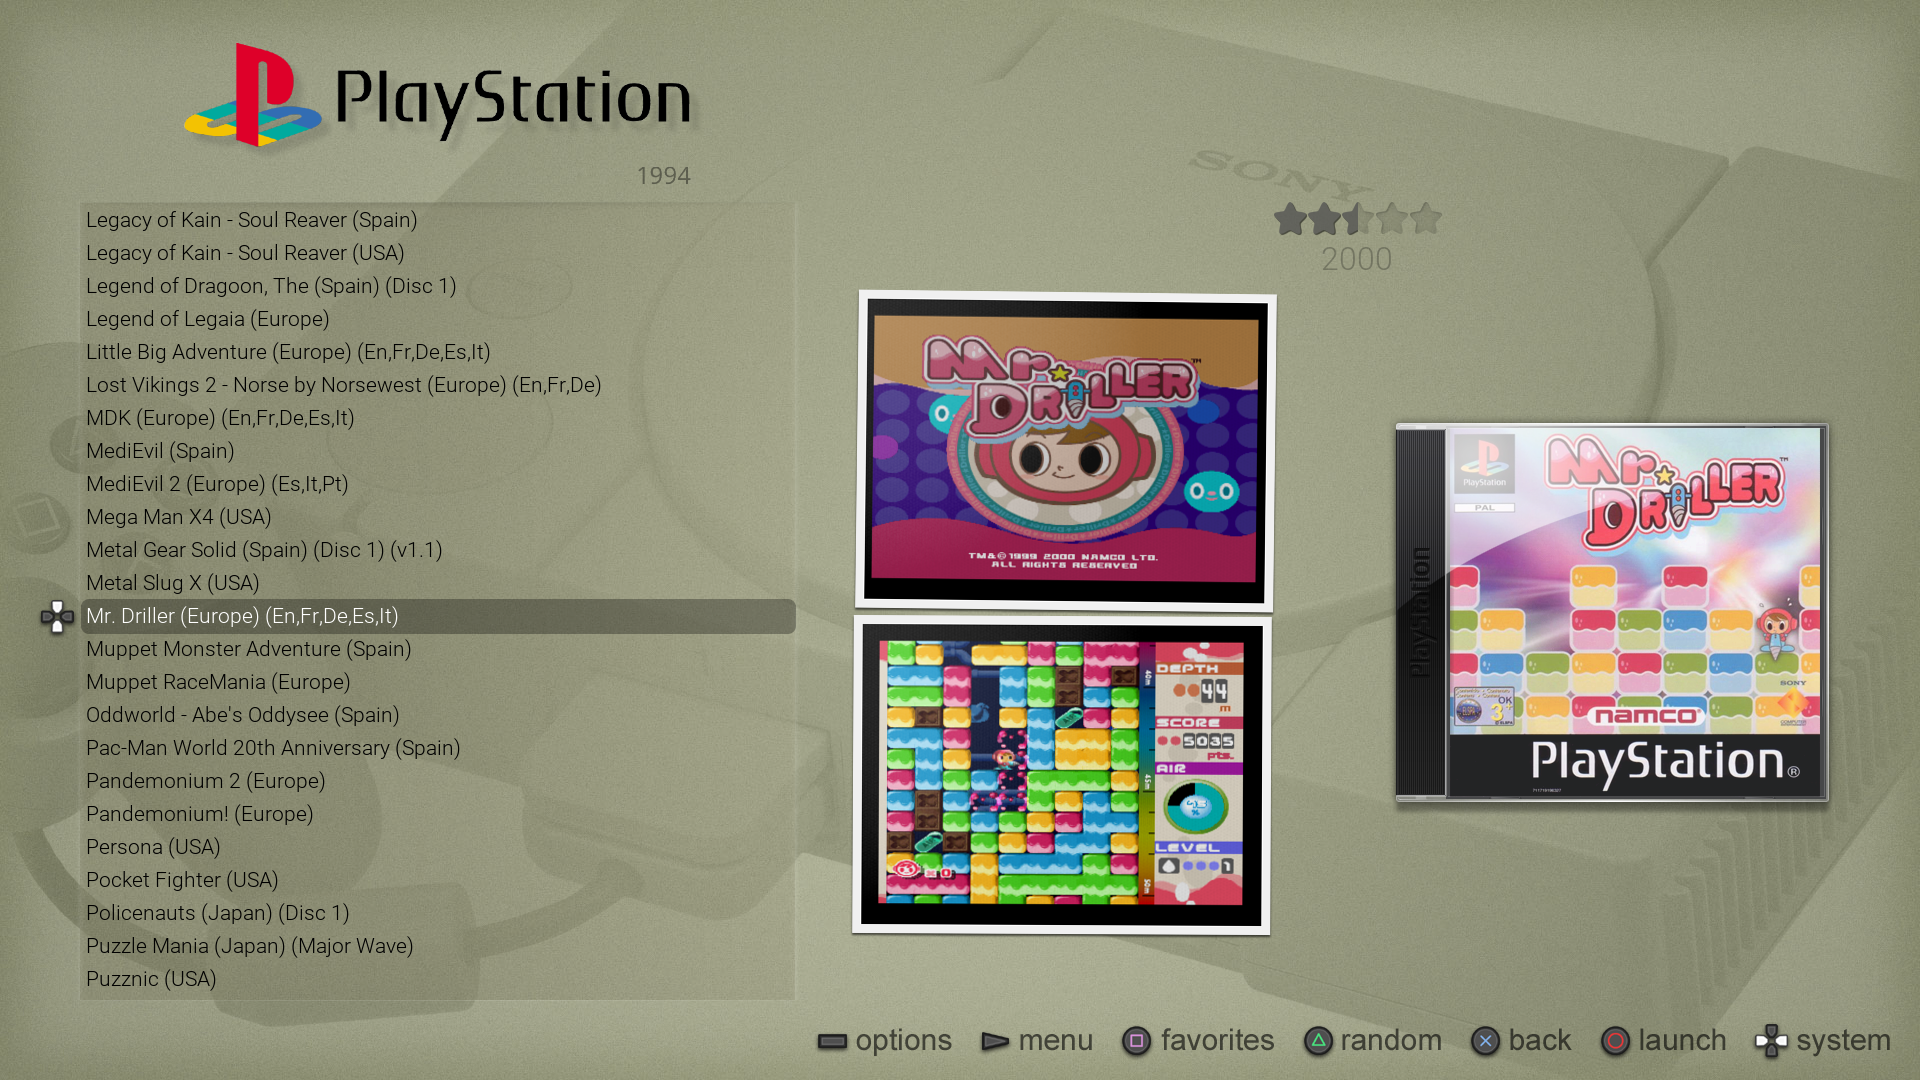 PlayStation
1994
SONY
2000
Legacy of Kain - Soul Reaver (Spain)
Legacy of Kain - Soul Reaver (USA)
Legend of Dragoon, The (Spain) (Disc 1)
Legend of Legaia (Europe)
Little Big Adventure (Europe) (En,Fr,De,Es,It)
Lost Vikings 2 - Norse by Norsewest (Europe) (En,Fr,De)
MDK (Europe) (En,Fr,De,Es,It)
MediEvil (Spain)
MediEvil 2 (Europe) (Es,It,Pt)
Mega Man X4 (USA)
Metal Gear Solid (Spain) (Disc 1) (v1.1)
Metal Slug X (USA)
Mr. Driller (Europe) (En,Fr,De,Es,It)
Muppet Monster Adventure (Spain)
Muppet RaceMania (Europe)
Oddworld - Abe's Oddysee (Spain)
Pac-Man World 20th Anniversary (Spain)
Pandemonium 2 (Europe)
Pandemonium! (Europe)
Persona (USA)
Pocket Fighter (USA)
Policenauts (Japan) (Disc 1)
Puzzle Mania (Japan) (Major Wave)
Puzznic (USA)
Mr. DRILLER ™
TM&©1999 2000 NAMCO LTD.
ALL RIGHTS RESERVED
DEPTH
44
m
SCORE
5035
pts.
AIR
LEVEL
1
x0
40m
45m
50m
PlayStation
PAL
Mr. DRILLER ™
PlayStation
OK
3+
SONY
namco
PlayStation®
options
menu
favorites
random
back
launch
system